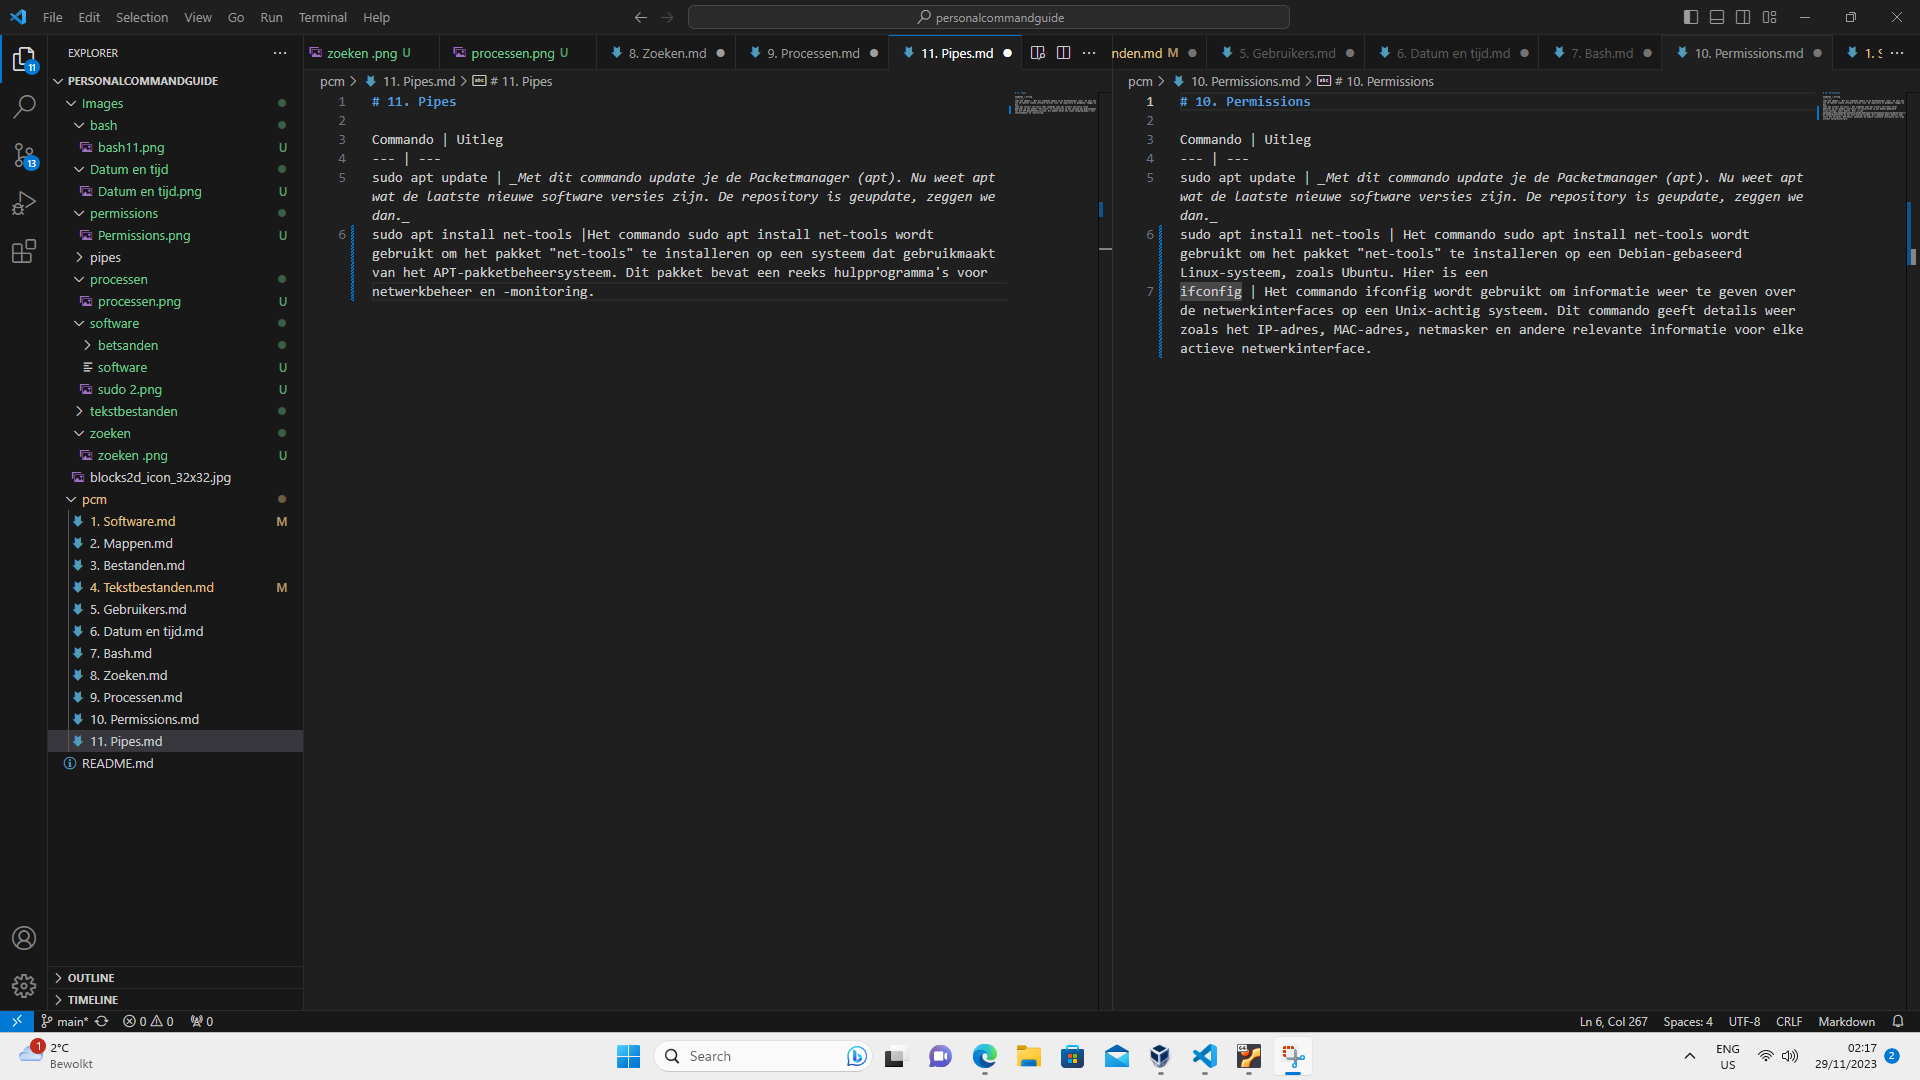 File Edit Selection View Go Run Terminal Help
personalcommandguide
EXPLORER
PERSONALCOMMANDGUIDE
Images
bash
bash11.png U
Datum en tijd
Datum en tijd.png U
permissions
Permissions.png U
pipes
processen
processen.png U
software
betsanden
software U
sudo 2.png U
tekstbestanden
zoeken
zoeken .png U
blocks2d_icon_32x32.jpg
pcm
1. Software.md M
2. Mappen.md
3. Bestanden.md
4. Tekstbestanden.md M
5. Gebruikers.md
6. Datum en tijd.md
7. Bash.md
8. Zoeken.md
9. Processen.md
10. Permissions.md
11. Pipes.md
README.md
OUTLINE
TIMELINE
11
13
zoeken .png U processen.png U 8. Zoeken.md 9. Processen.md 11. Pipes.md
pcm > 11. Pipes.md > # 11. Pipes
1 # 11. Pipes
2
3 Commando | Uitleg
4 --- | ---
5 sudo apt update | _Met dit commando update je de Packetmanager (apt). Nu weet apt
wat de laatste nieuwe software versies zijn. De repository is geupdate, zeggen we
dan._
6 sudo apt install net-tools |Het commando sudo apt install net-tools wordt
gebruikt om het pakket "net-tools" te installeren op een systeem dat gebruikmaakt
van het APT-pakketbeheersysteem. Dit pakket bevat een reeks hulpprogramma's voor
netwerkbeheer en -monitoring.
nden.md M 5. Gebruikers.md 6. Datum en tijd.md 7. Bash.md 10. Permissions.md 1. S
pcm > 10. Permissions.md > # 10. Permissions
1 # 10. Permissions
2
3 Commando | Uitleg
4 --- | ---
5 sudo apt update | _Met dit commando update je de Packetmanager (apt). Nu weet apt
wat de laatste nieuwe software versies zijn. De repository is geupdate, zeggen we
dan._
6 sudo apt install net-tools | Het commando sudo apt install net-tools wordt
gebruikt om het pakket "net-tools" te installeren op een Debian-gebaseerd
Linux-systeem, zoals Ubuntu. Hier is een
7 ifconfig | Het commando ifconfig wordt gebruikt om informatie weer te geven over
de netwerkinterfaces op een Unix-achtig systeem. Dit commando geeft details weer
zoals het IP-adres, MAC-adres, netmasker en andere relevante informatie voor elke
actieve netwerkinterface.
main* 0 0 0
Ln 6, Col 267 Spaces: 4 UTF-8 CRLF Markdown
1
2°C
Bewolkt
Search
ENG
US
02:17
29/11/2023
2